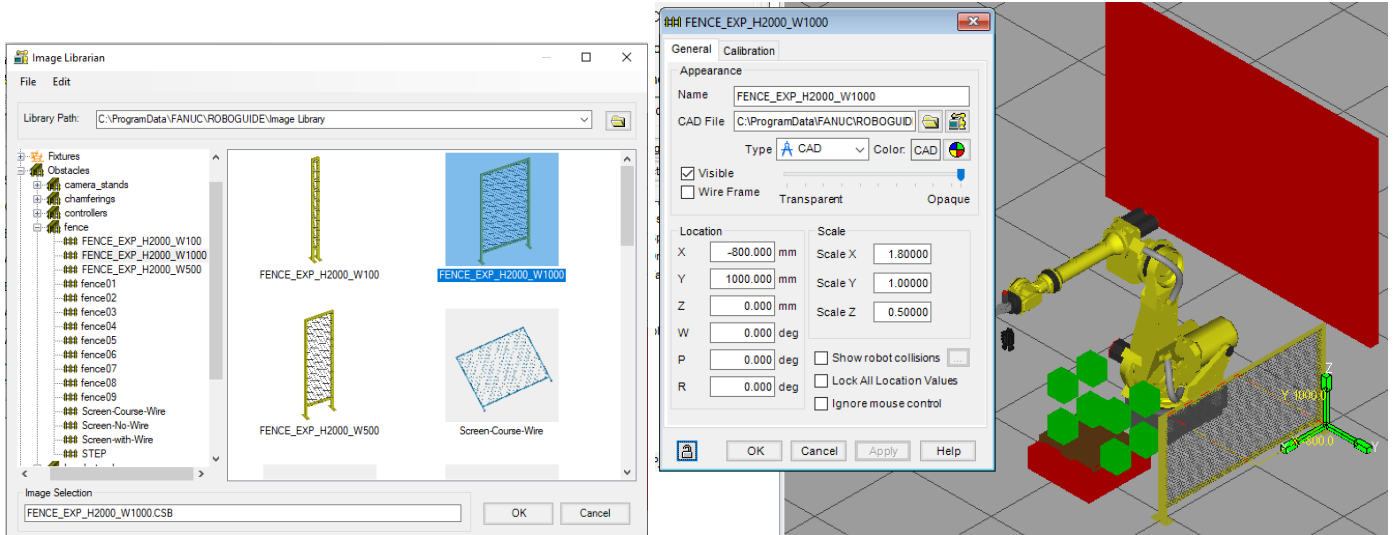 Image Librarian
File Edit
Library Path: C:\ProgramData\FANUC\ROBOGUIDE\Image Library
Fixtures
Obstacles
camera_stands
chamferings
controllers
fence
FENCE_EXP_H2000_W100
FENCE_EXP_H2000_W1000
FENCE_EXP_H2000_W500
fence01
fence02
fence03
fence04
fence05
fence06
fence07
fence08
fence09
Screen-Course-Wire
Screen-No-Wire
Screen-with-Wire
STEP
FENCE_EXP_H2000_W100
FENCE_EXP_H2000_W1000
FENCE_EXP_H2000_W500
Screen-Course-Wire
Image Selection
FENCE_EXP_H2000_W1000.CSB
OK Cancel
FENCE_EXP_H2000_W1000
General Calibration
Appearance
Name FENCE_EXP_H2000_W1000
CAD File C:\ProgramData\FANUC\ROBOGUID
Type CAD Color: CAD
Visible
Wire Frame
Transparent Opaque
Location
X -800.000 mm
Y 1000.000 mm
Z 0.000 mm
W 0.000 deg
P 0.000 deg
R 0.000 deg
Scale
Scale X 1.80000
Scale Y 1.00000
Scale Z 0.50000
Show robot collisions ...
Lock All Location Values
Ignore mouse control
OK Cancel Apply Help
Z
Y 1000.0
Y